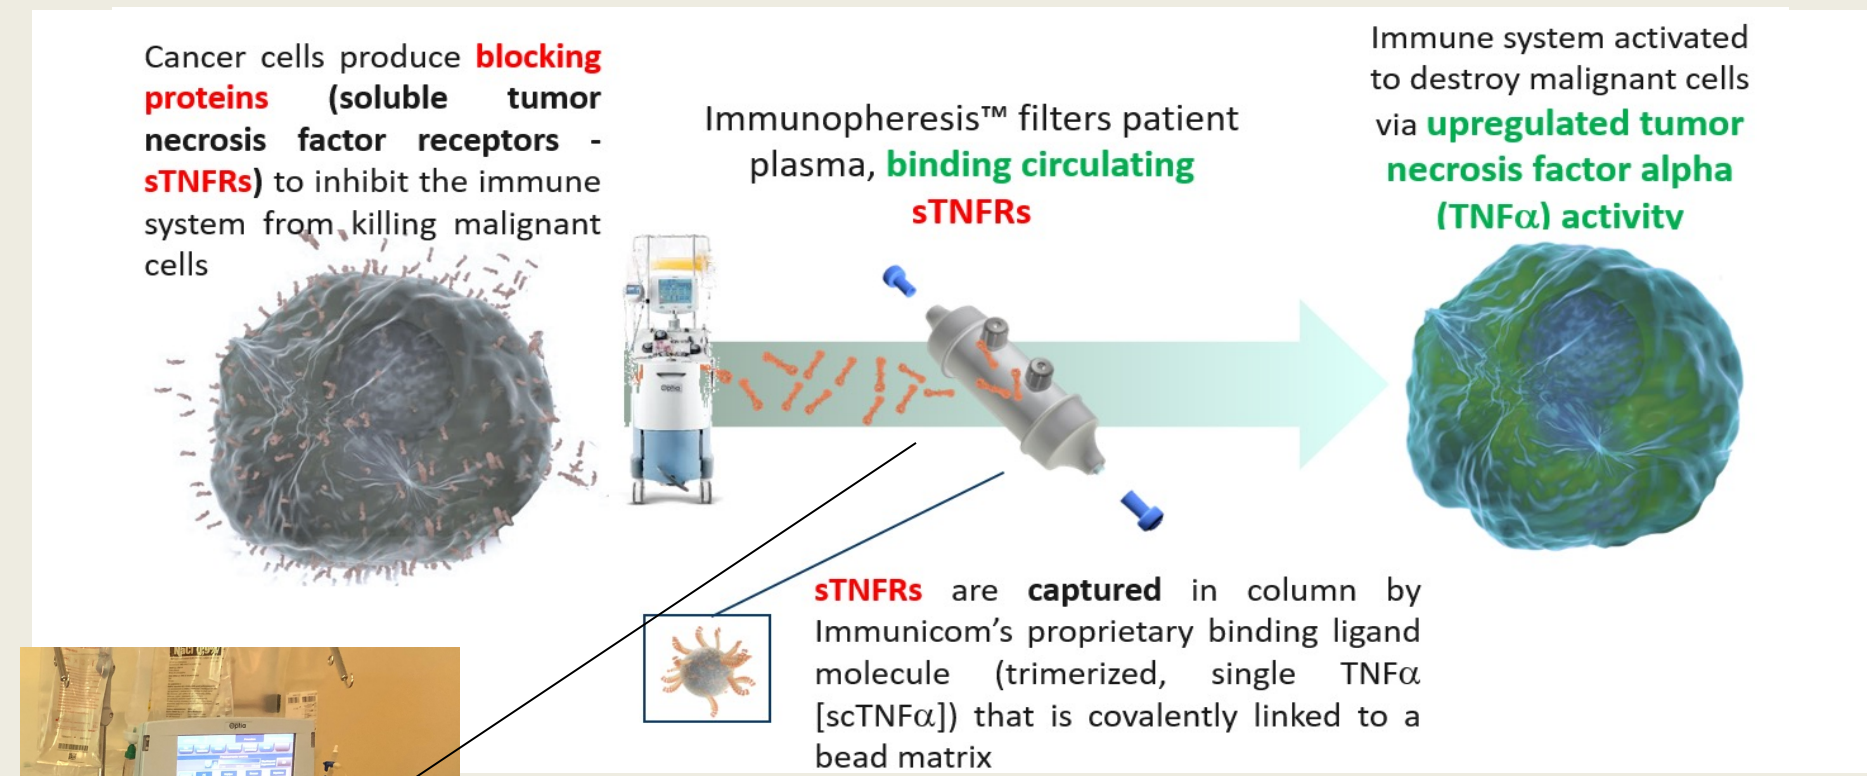 Cancer cells produce blocking
proteins (soluble tumor
necrosis factor receptors -
sTNFRs) to inhibit the immune
system from killing malignant
cells
Immunopheresis™ filters patient
plasma, binding circulating
sTNFRs
Immune system activated
to destroy malignant cells
via upregulated tumor
necrosis factor alpha
(TNFα) activity
Optia
sTNFRs are captured in column by
Immunicom’s proprietary binding ligand
molecule (trimerized, single TNFα
[scTNFα]) that is covalently linked to a
bead matrix
Optia